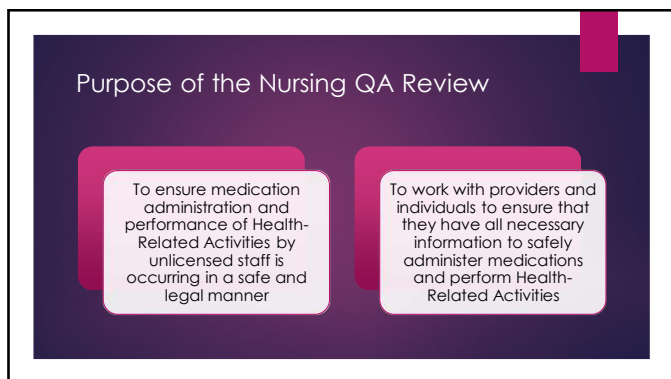 Purpose of the Nursing QA Review
To ensure medication
administration and
performance of Health-
Related Activities by
unlicensed staff is
occurring in a safe and
legal manner
To work with providers and
individuals to ensure that
they have all necessary
information to safely
administer medications
and perform Health-
Related Activities